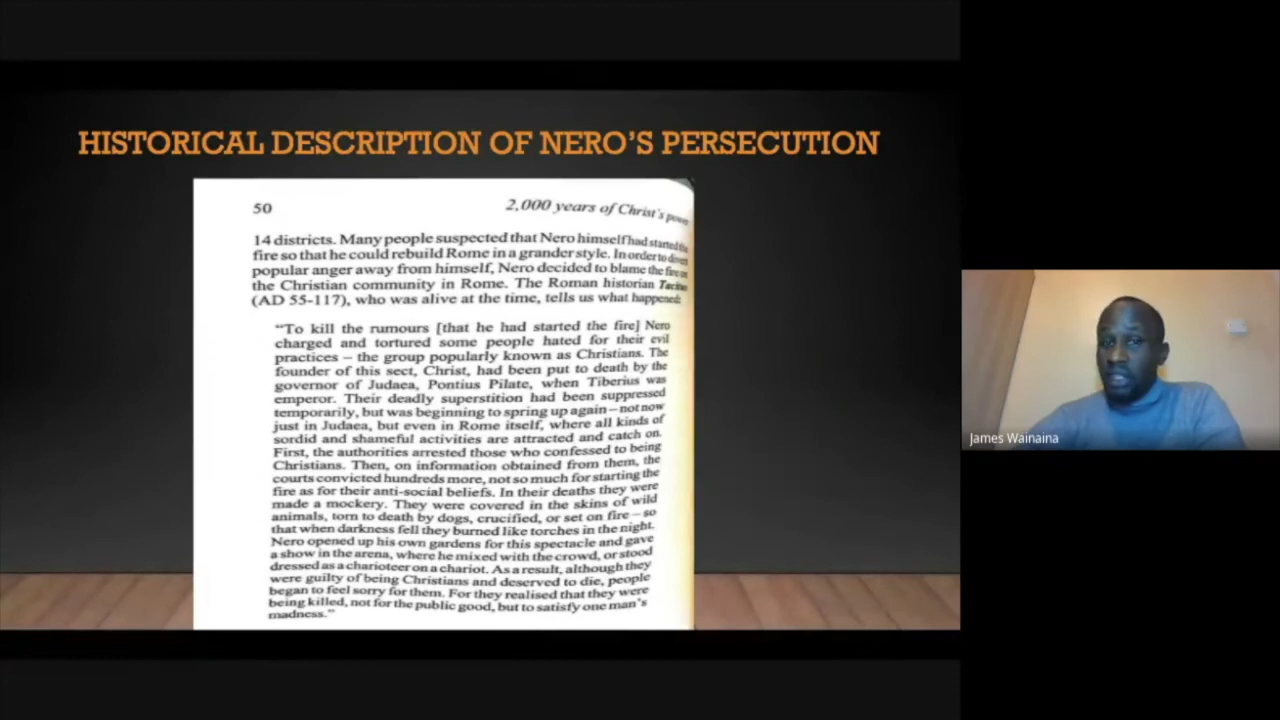 HISTORICAL DESCRIPTION OF NERO'S PERSECUTION
50
2,000 years of Christ's power
14 districts. Many people suspected that Nero himself had started the
fire so that he could rebuild Rome in a grander style. In order to divert
popular anger away from himself, Nero decided to blame the fire on
the Christian community in Rome. The Roman historian
(AD 55-117), who was alive at the time, tells us what happened:
"To kill the rumours [that he had started the fire] Nero
charged and tortured some people hated for their evil
practices – the group popularly known as Christians. The
founder of this sect, Christ, had been put to death by the
governor of Judaea, Pontius Pilate, when Tiberius was
emperor. Their deadly superstition had been suppressed
temporarily, but was beginning to spring up again – not now
just in Judaea, but even in Rome itself, where all kinds of
sordid and shameful activities are attracted and catch on.
First, the authorities arrested those who confessed to being
Christians. Then, on information obtained from them, the
courts convicted hundreds more, not so much for starting the
fire as for their anti-social beliefs. In their deaths they were
made a mockery. They were covered in the skins of wild
animals, torn to death by dogs, crucified, or set on fire – so
that when darkness fell they burned like torches in the night.
Nero opened up his own gardens for this spectacle and gave
a show in the arena, where he mixed with the crowd, or stood
dressed as a charioteer on a chariot. As a result, although they
were guilty of being Christians and deserved to die, people
began to feel sorry for them. For they realised that they were
being killed, not for the public good, but to satisfy one man's
madness."
James Wainaina